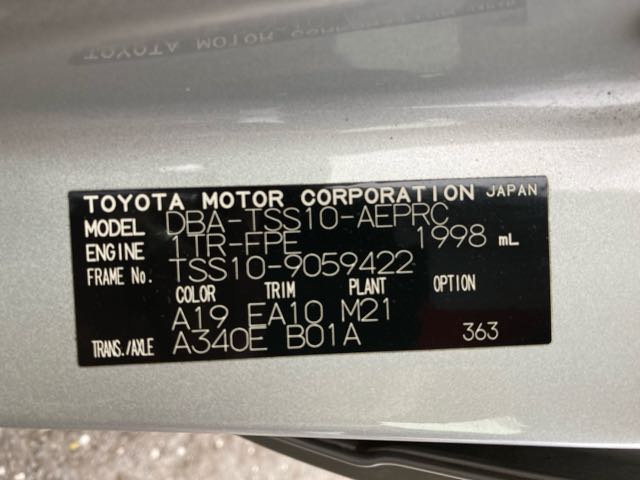 TOYOTA MOTOR CORPORATION JAPAN
MODEL DBA-TSS10-AEPRC
ENGINE 1TR-FPE 1998 mL
FRAME No. TSS10-9059422
COLOR TRIM PLANT OPTION
A19 EA10 M21
TRANS./AXLE A340E B01A 363